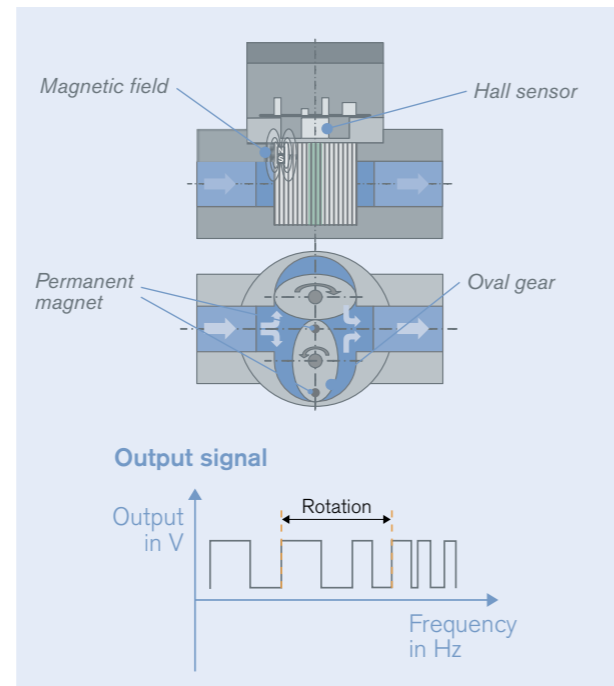 Magnetic field
Hall sensor
N
S
Permanent
magnet
Oval gear
Output signal
Output
in V
Rotation
Frequency
in Hz